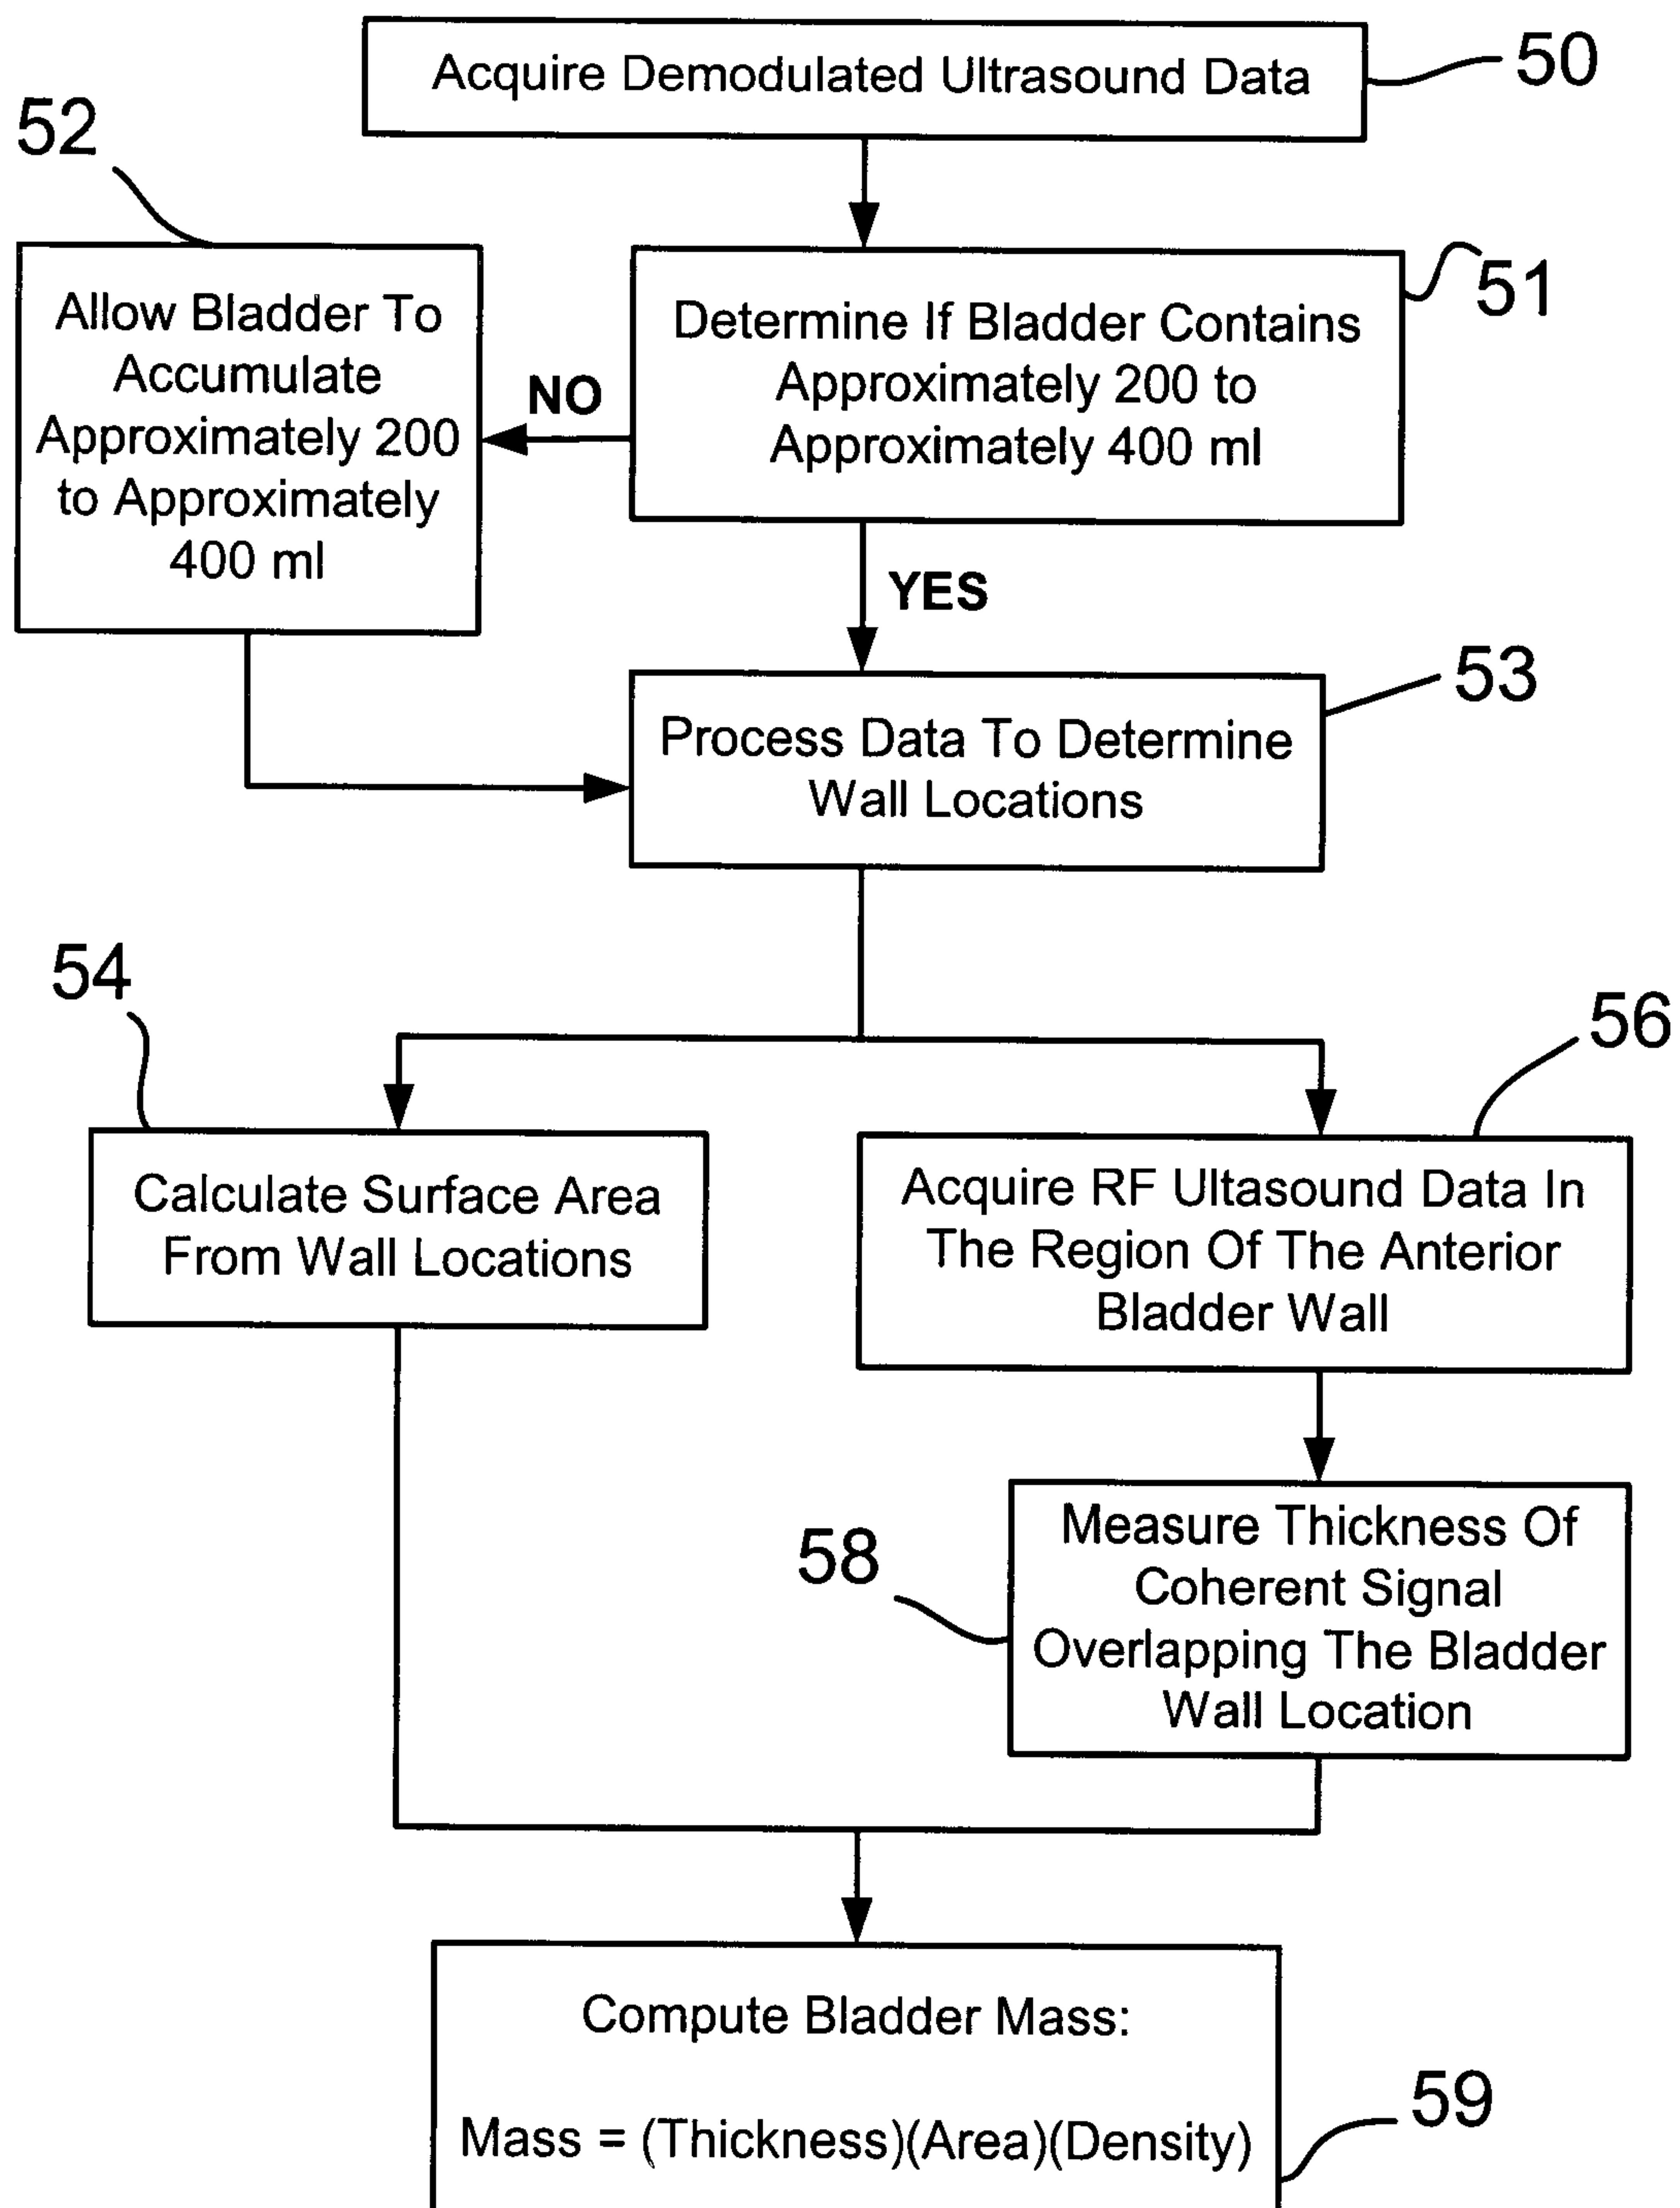 Acquire Demodulated Ultrasound Data
50
52
Allow Bladder To
Accumulate
Approximately 200
to Approximately
400 ml
NO
51
Determine If Bladder Contains
Approximately 200 to
Approximately 400 ml
YES
53
Process Data To Determine
Wall Locations
54
Calculate Surface Area
From Wall Locations
56
Acquire RF Ultasound Data In
The Region Of The Anterior
Bladder Wall
58
Measure Thickness Of
Coherent Signal
Overlapping The Bladder
Wall Location
Compute Bladder Mass:
Mass = (Thickness)(Area)(Density)
59